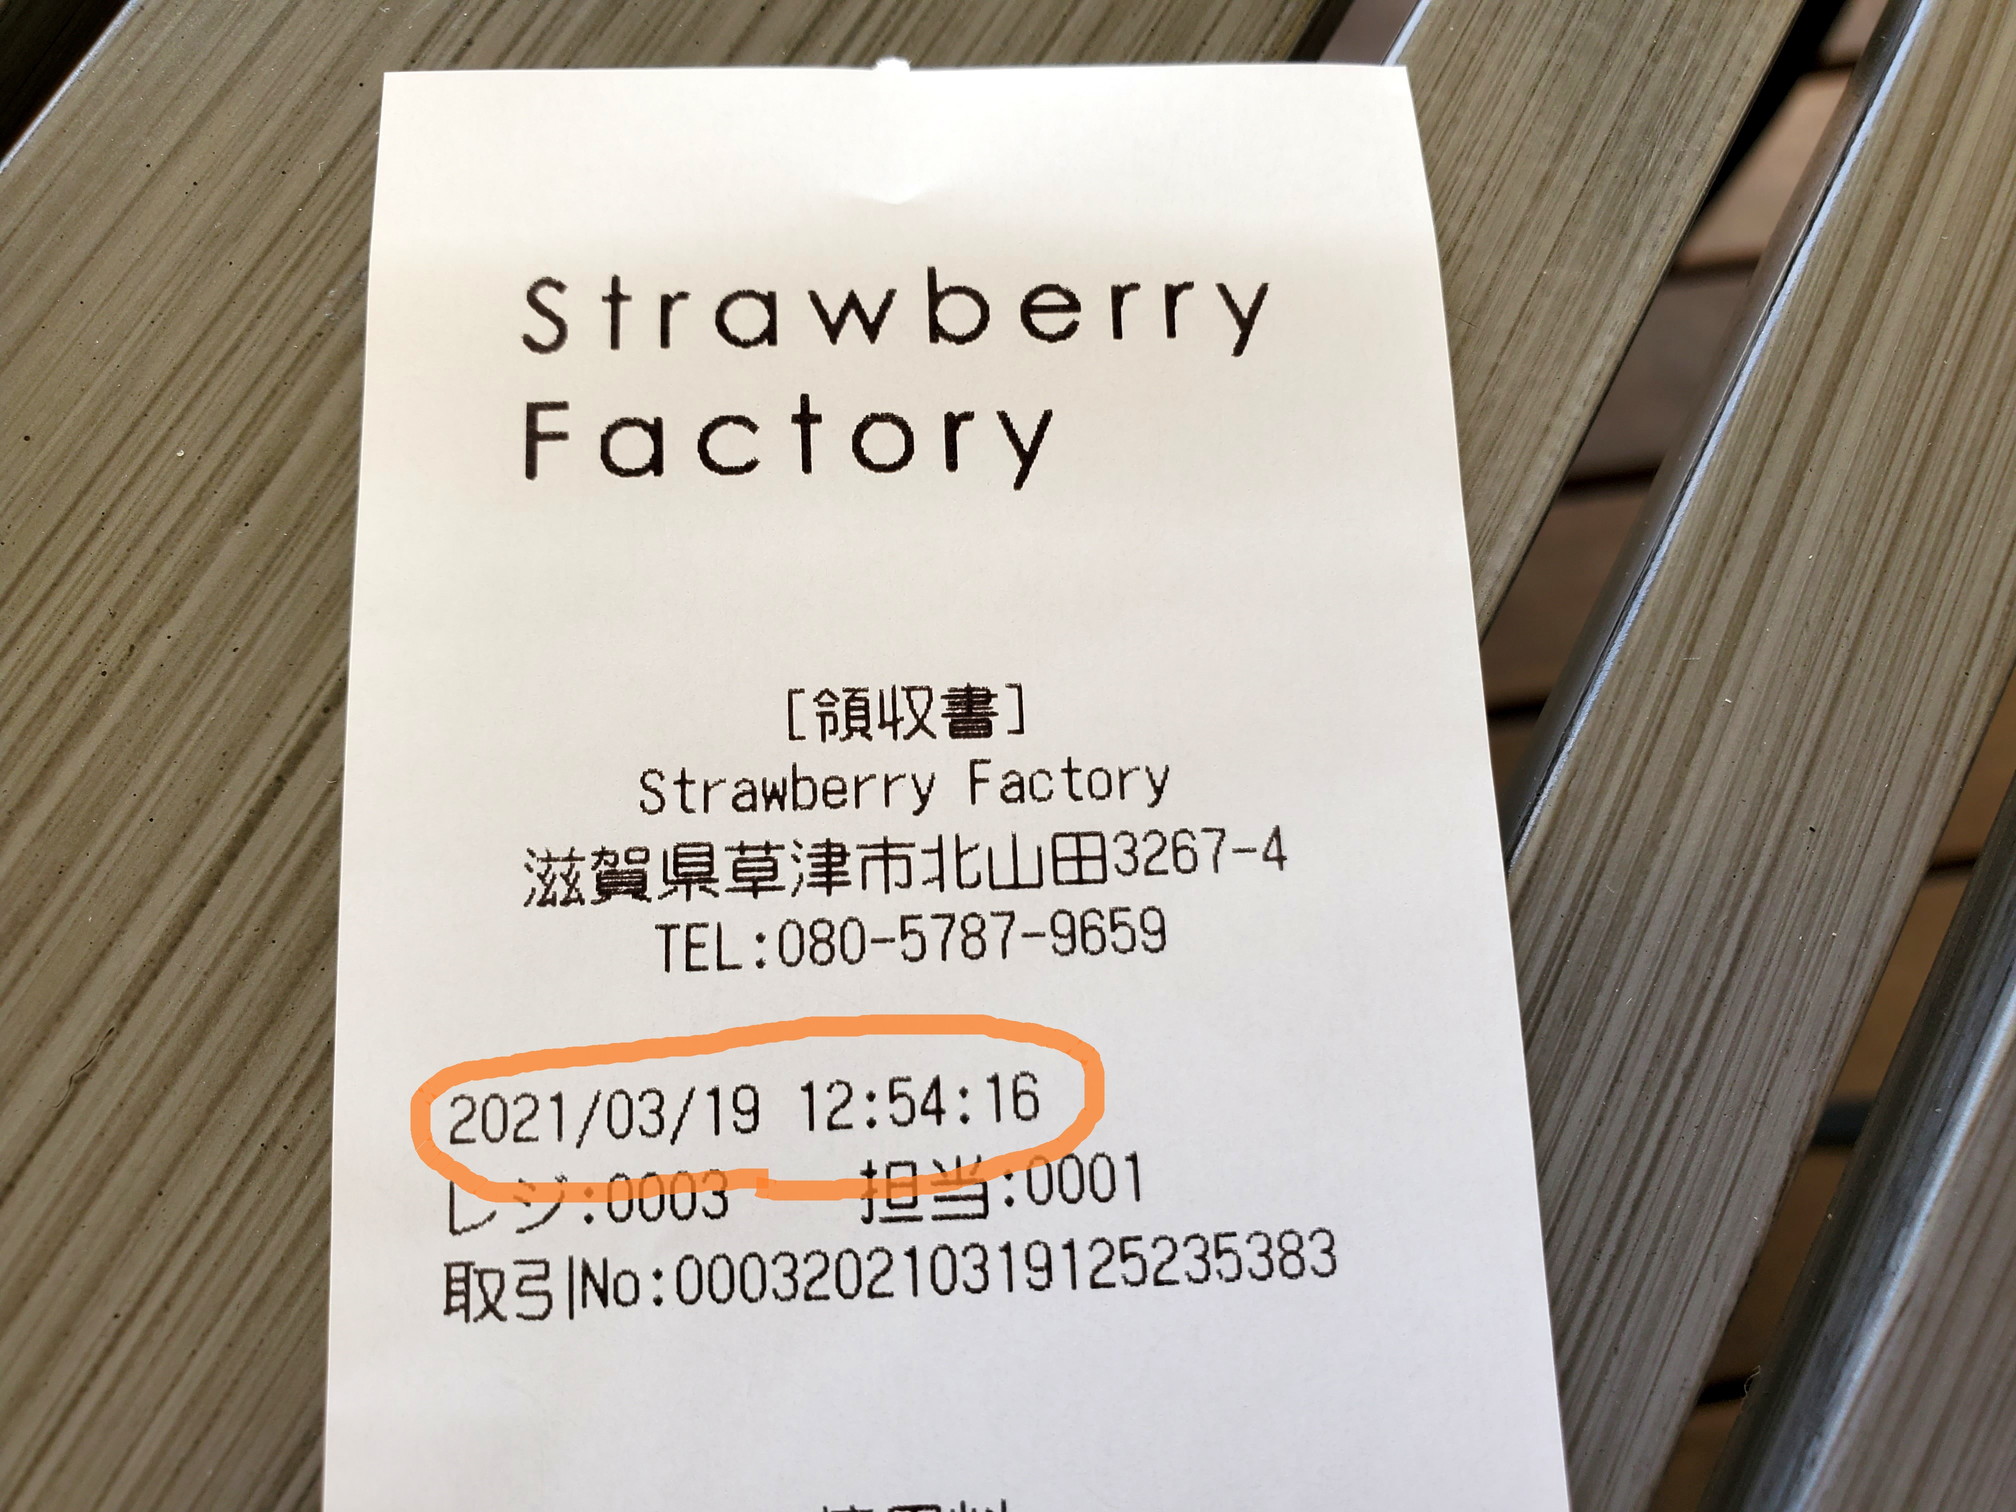 Strawberry
Factory
[領収書]
Strawberry Factory
滋賀県草津市北山田3267-4
TEL:080-5787-9659
2021/03/19 12:54:16
レジ:0003 担当:0001
取引No:00032021031912523583